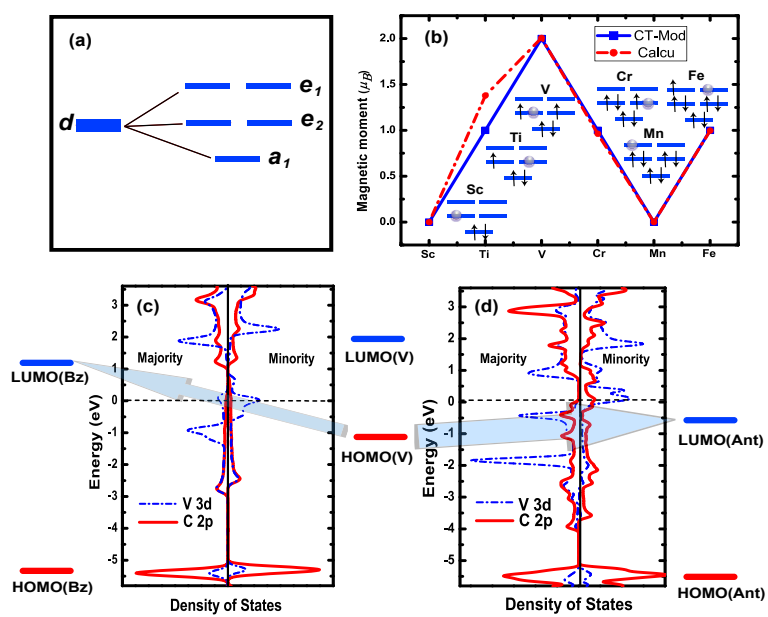 (a)
d
e1
e2
a1
(b)
CT-Mod
Calcu
Magnetic moment (μB)
2.0
1.5
1.0
0.5
0.0
Sc
Ti
V
Cr
Mn
Fe
Sc
Ti
V
Cr
Mn
Fe
(c)
Majority
Minority
V 3d
C 2p
Energy (eV)
3
2
1
0
-1
-2
-3
-5
Density of States
LUMO(Bz)
HOMO(Bz)
LUMO(V)
HOMO(V)
(d)
Majority
Minority
V 3d
C 2p
Energy (eV)
3
2
1
0
-1
-2
-3
-4
-5
Density of States
LUMO(Ant)
HOMO(Ant)